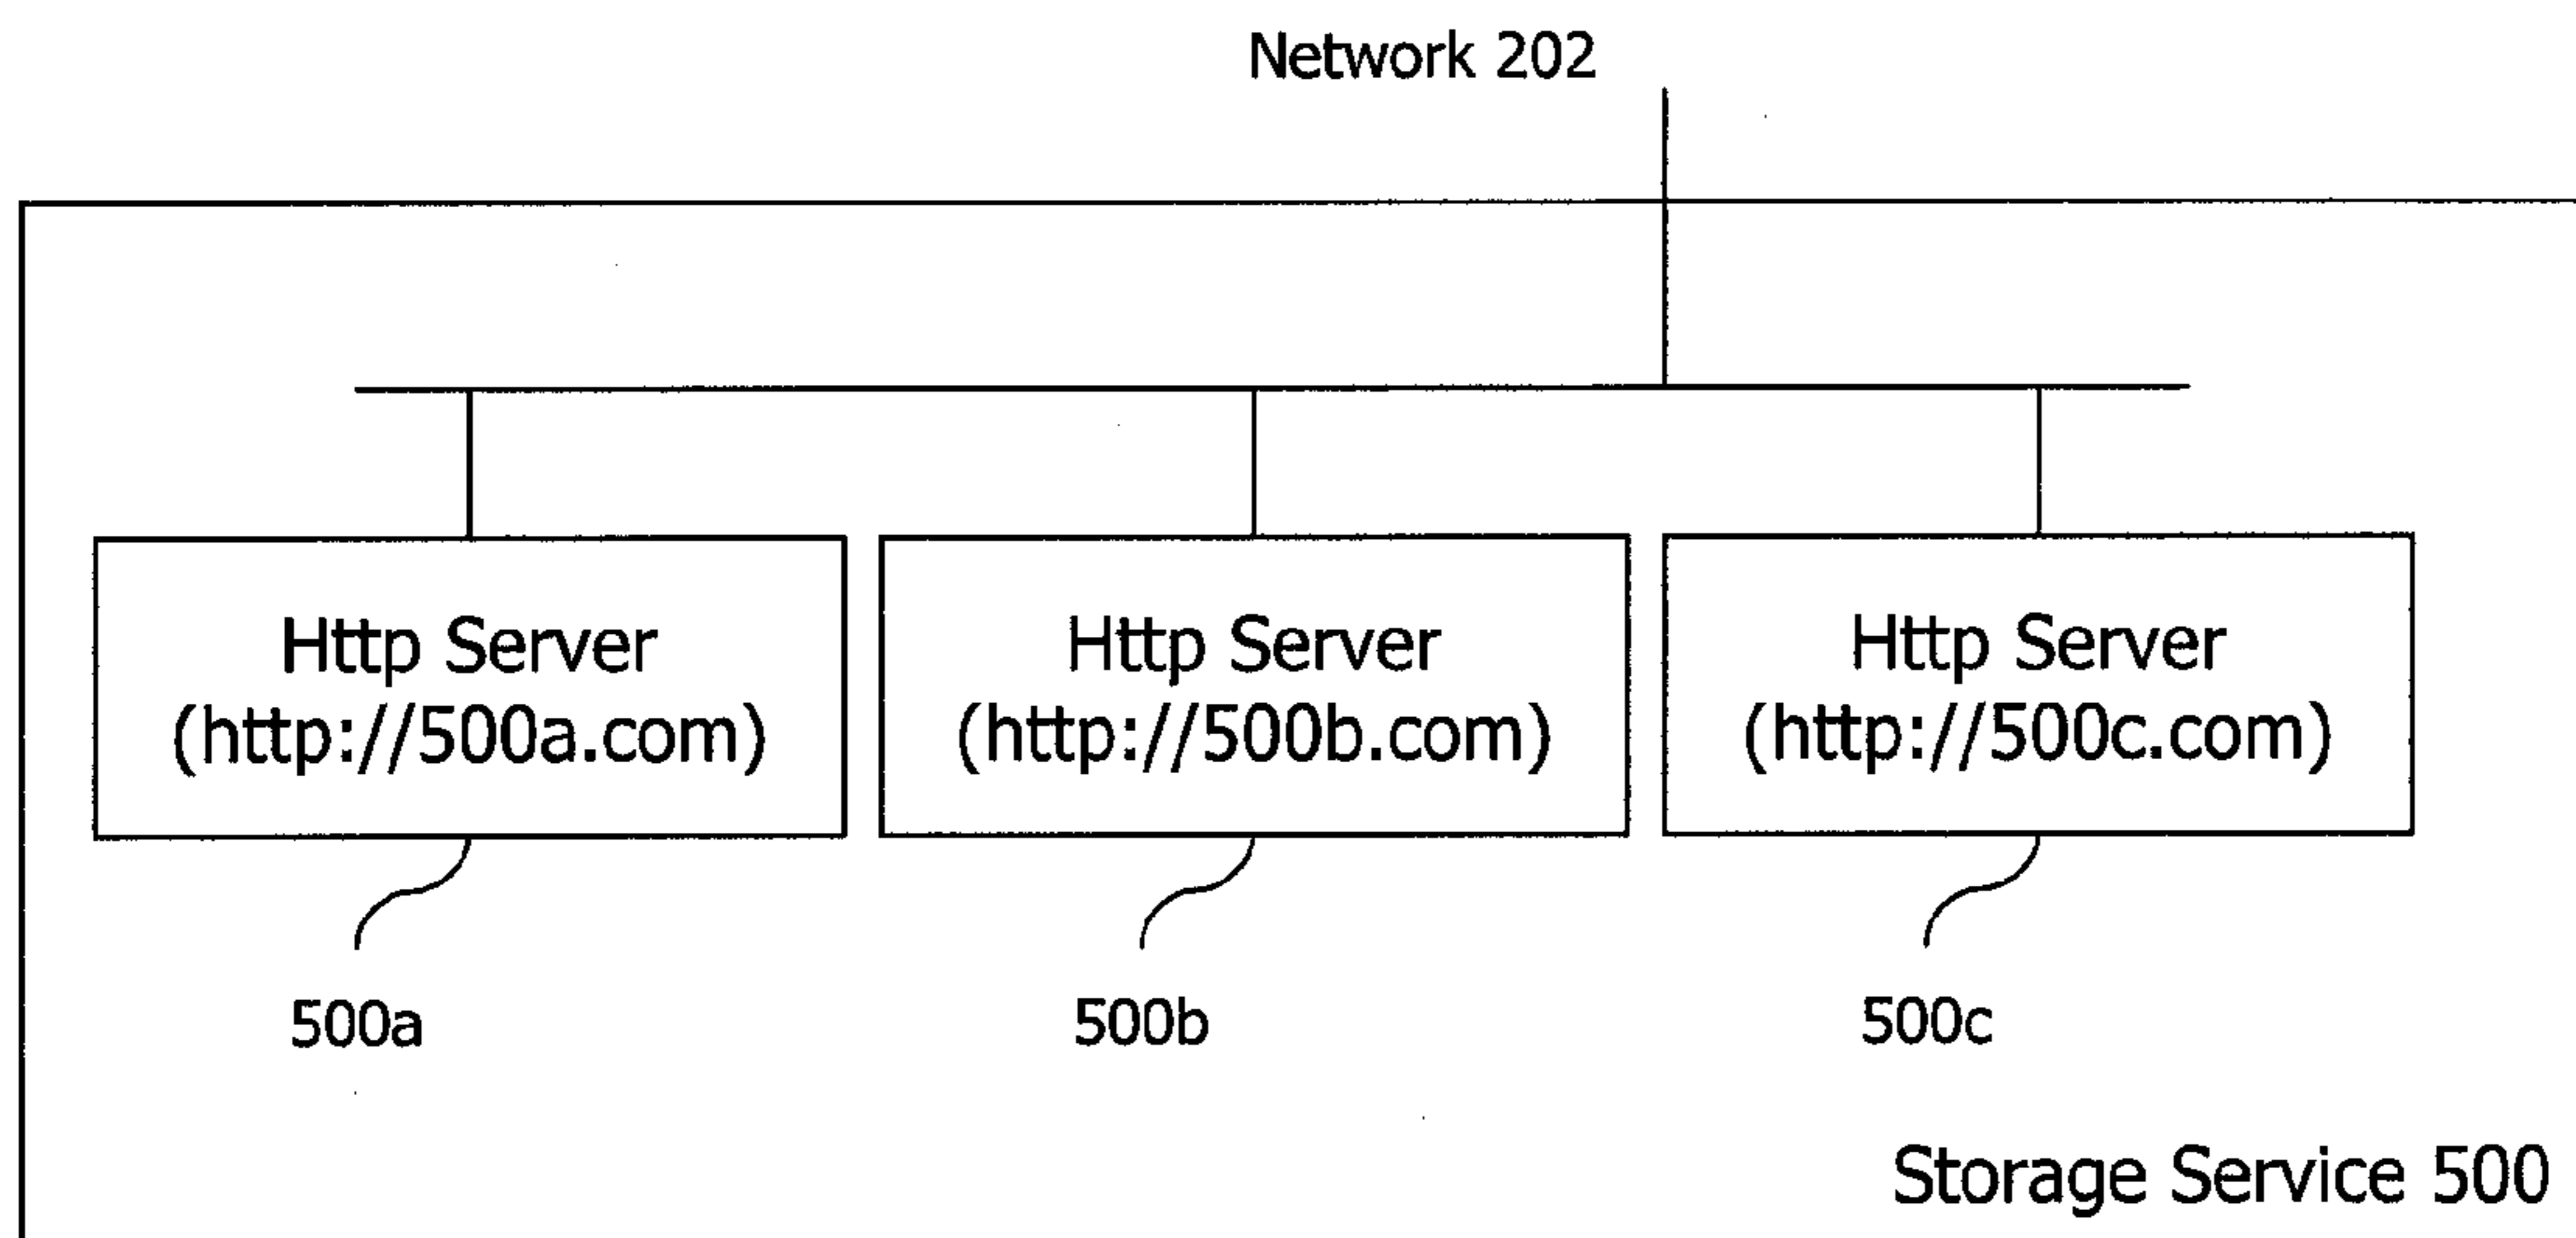 Network 202
Http Server
(http://500a.com)
Http Server
(http://500b.com)
Http Server
(http://500c.com)
500a
500b
500c
Storage Service 500